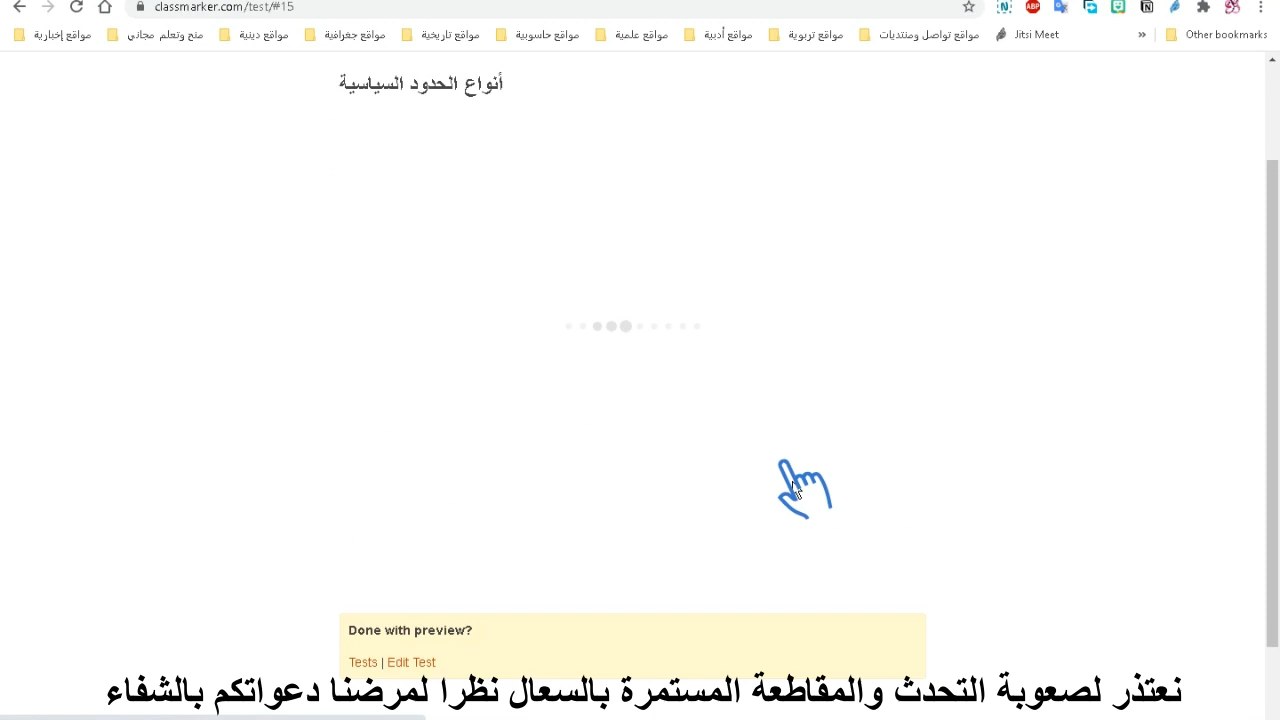 classmarker.com/test/#15
مواقع إخبارية
منح وتعلم مجاني
مواقع دينية
مواقع جغرافية
مواقع تاريخية
مواقع حاسوبية
مواقع علمية
مواقع أدبية
مواقع تربوية
مواقع تواصل ومنتديات
Jitsi Meet
»
Other bookmarks
أنواع الحدود السياسية
Done with preview?
Tests | Edit Test
نعتذر لصعوبة التحدث والمقاطعة المستمرة بالسعال نظرا لمرضنا دعواتكم بالشفاء